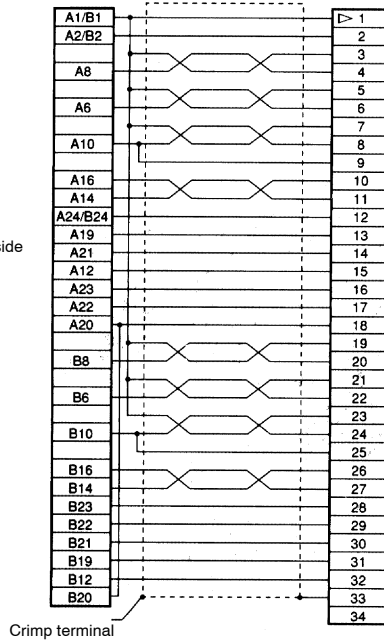 A1/B1 ▷ 1
A2/B2 2
3
A8 4
5
A6 6
7
A10 8
9
A16 10
A14 11
A24/B24 12
A19 13
side
A21 14
A12 15
A23 16
A22 17
A20 18
19
B8 20
21
B6 22
23
B10 24
25
B16 26
B14 27
B23 28
B22 29
B21 30
B19 31
B12 32
B20 33
34
Crimp terminal